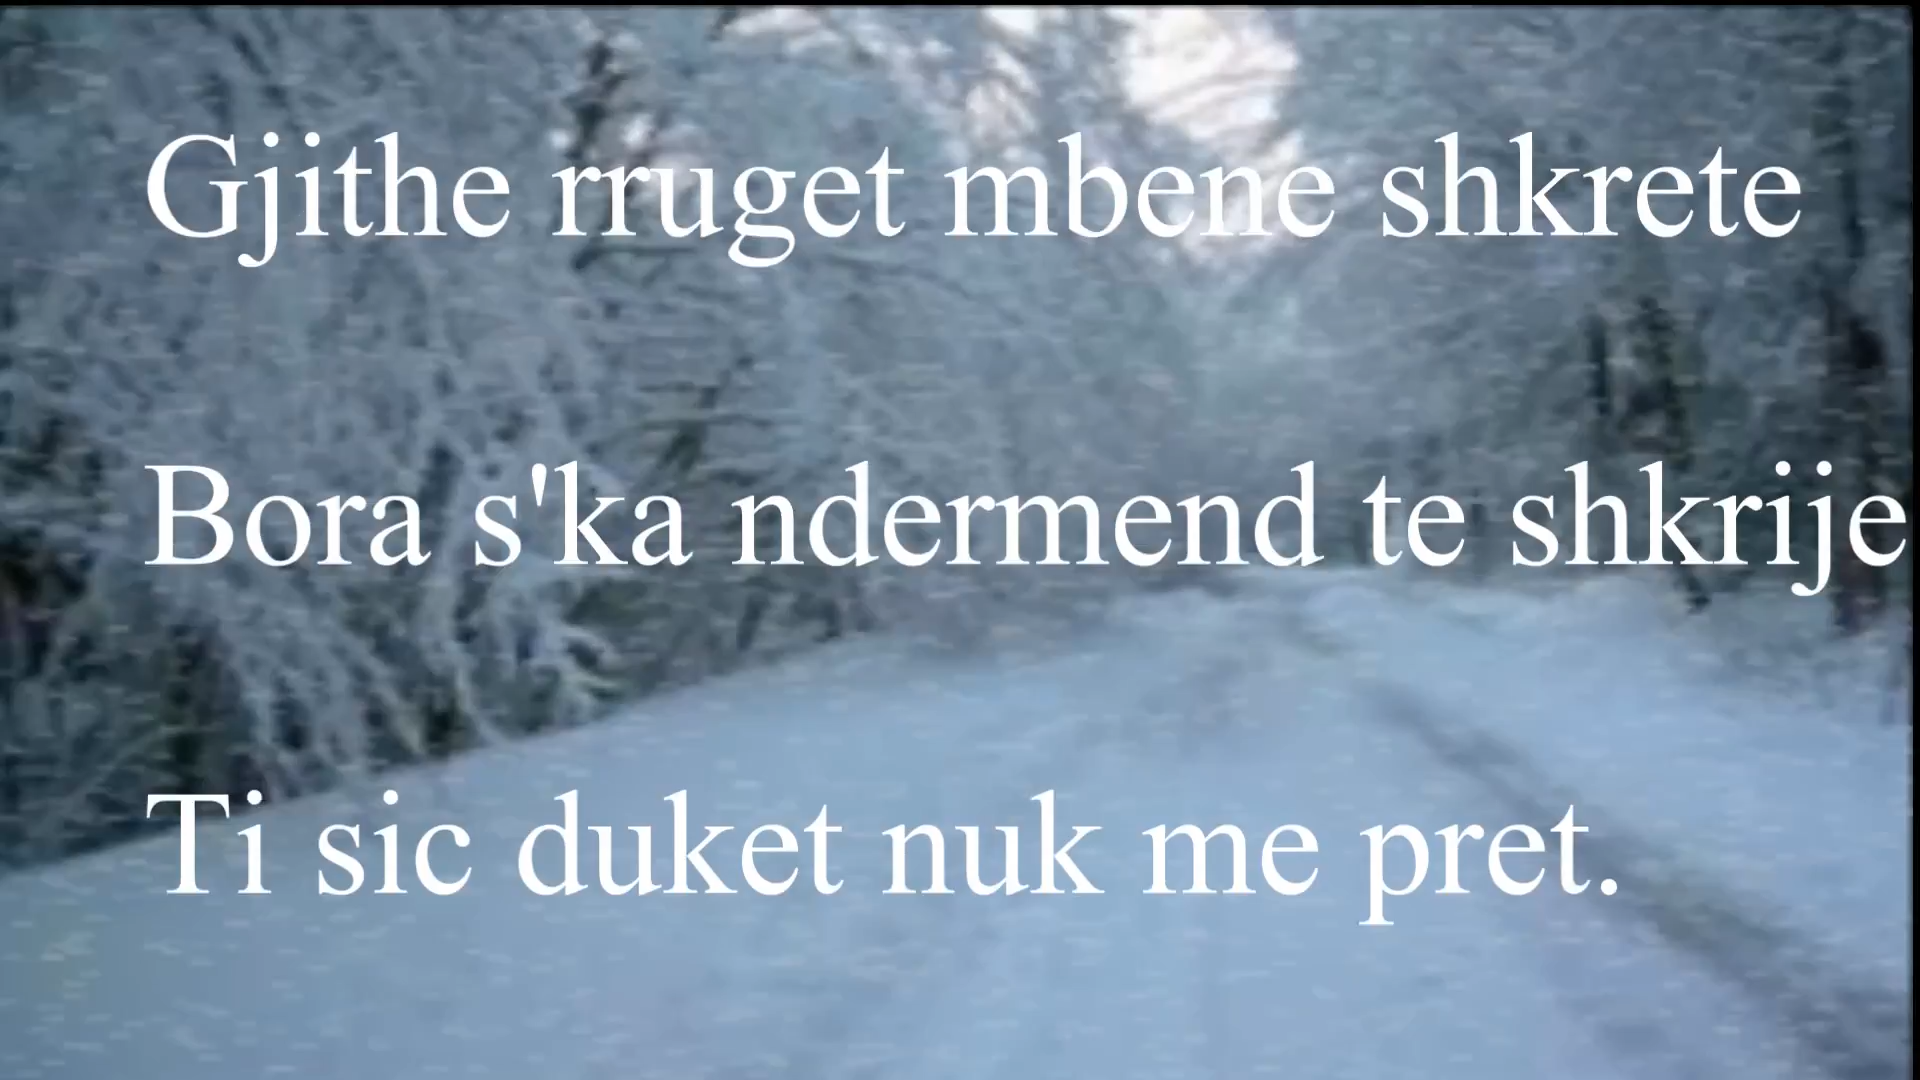 Gjithe rruget mbene shkrete
Bora s'ka ndermend te shkrije
Ti sic duket nuk me pret.